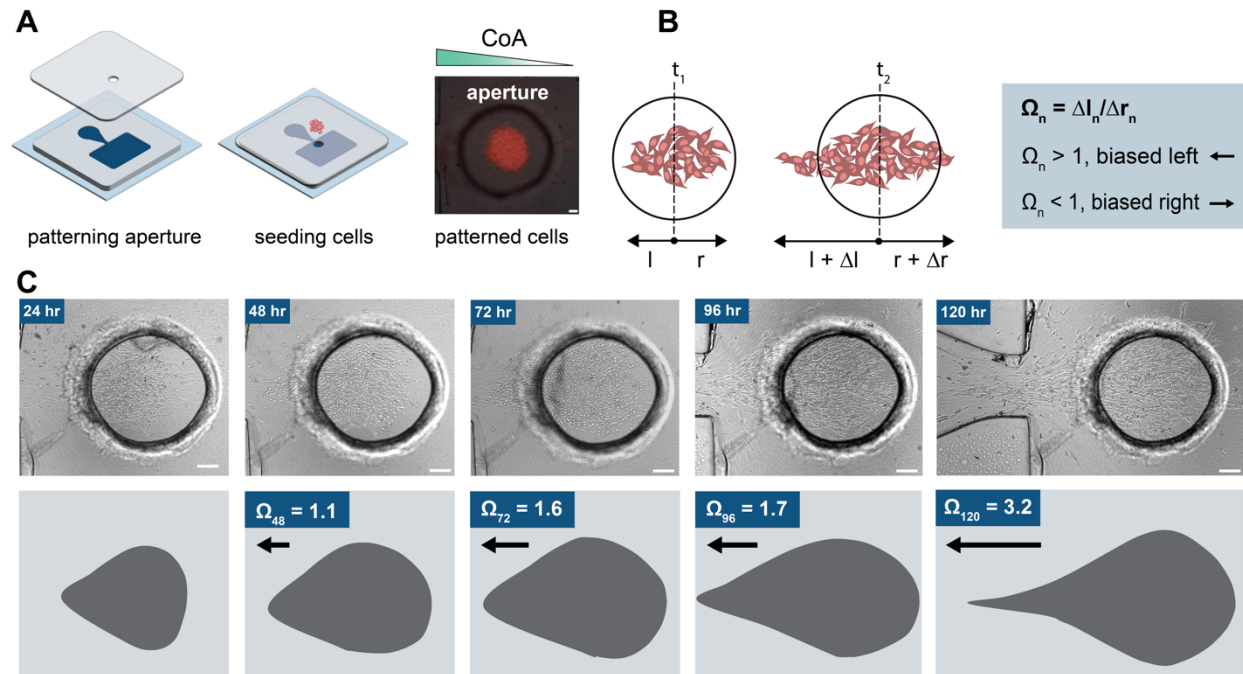 A
patterning aperture
seeding cells
CoA
aperture
patterned cells
B
t₁
l r
t₂
l + Δl r + Δr
Ωₙ = Δlₙ/Δrₙ
Ωₙ > 1, biased left ←
Ωₙ < 1, biased right →
C
24 hr
48 hr
72 hr
96 hr
120 hr
Ω₄₈ = 1.1
Ω₇₂ = 1.6
Ω₉₆ = 1.7
Ω₁₂₀ = 3.2